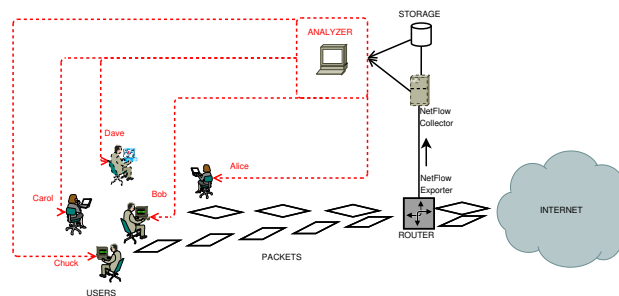 STORAGE
ANALYZER
NetFlow
Collector
Dave
Alice
NetFlow
Exporter
Carol
Bob
INTERNET
ROUTER
Chuck
PACKETS
USERS